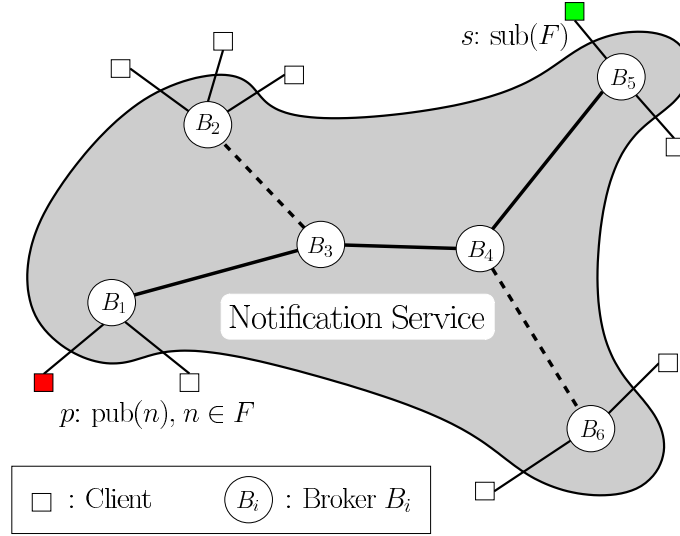 s: sub(F)
B₅
B₂
B₃
B₄
B₁
Notification Service
p: pub(n), n ∈ F
B₆
: Client
Bᵢ : Broker Bᵢ